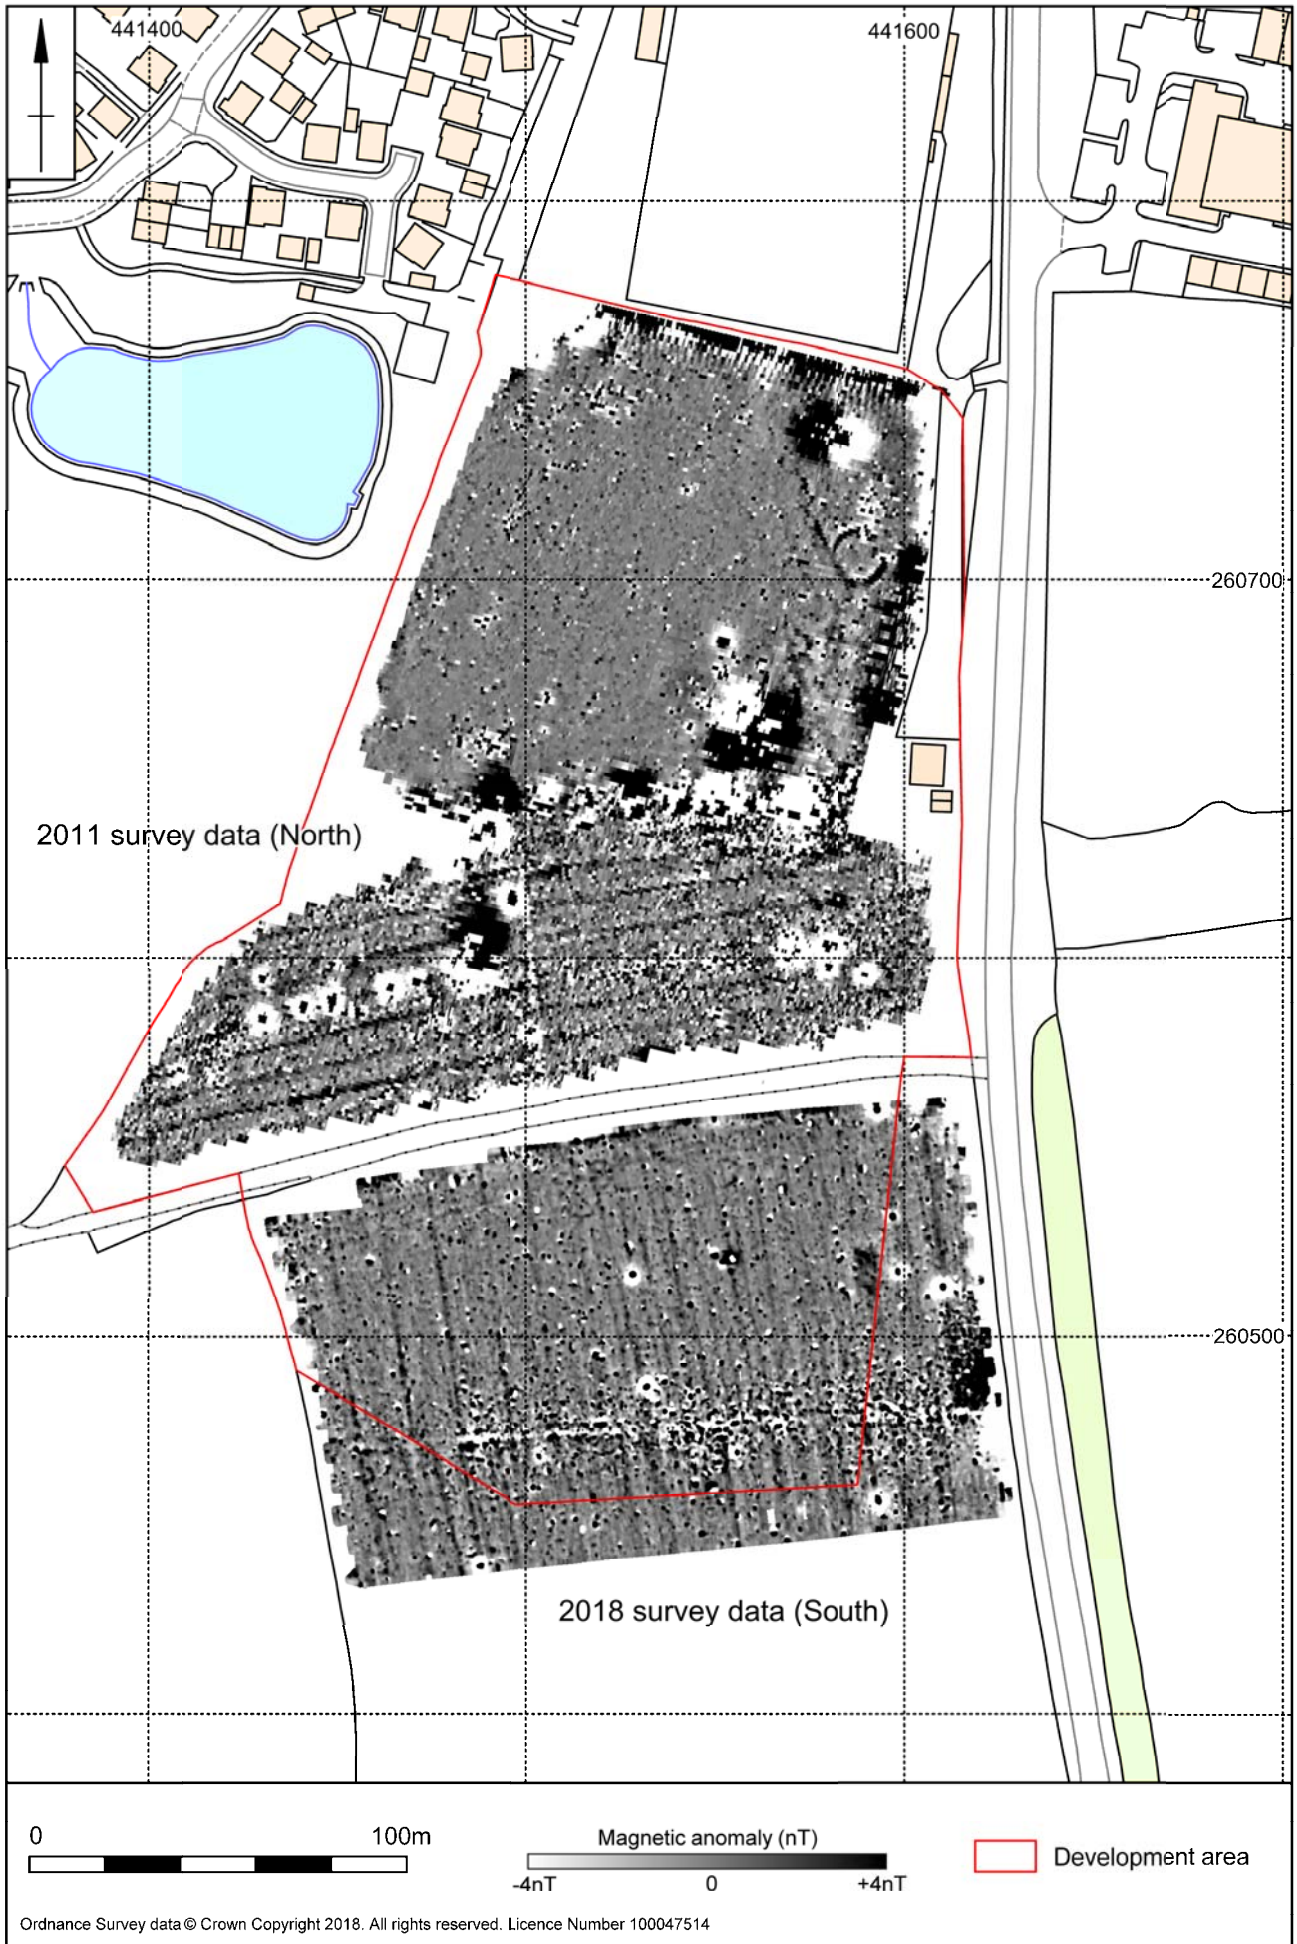 441400
441600
260700
2011 survey data (North)
260500
2018 survey data (South)
0
100m
Magnetic anomaly (nT)
-4nT
0
+4nT
Development area
Ordnance Survey data © Crown Copyright 2018. All rights reserved. Licence Number 100047514